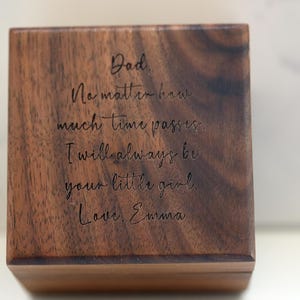 Dad,
No matter how
much time passes
I will always be
your little girl.
Love, Emma